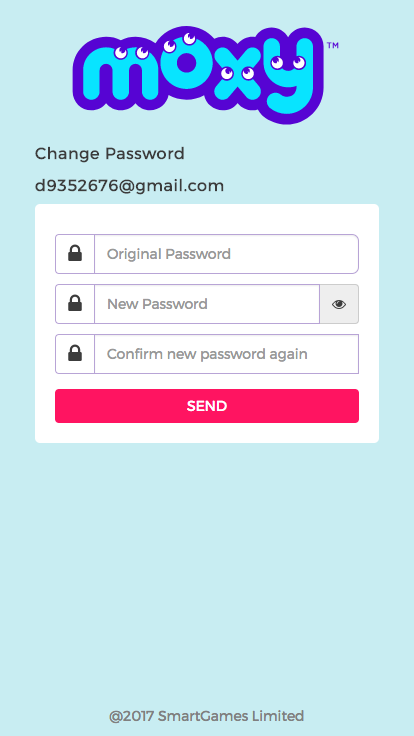 moxy™
Change Password
d9352676@gmail.com
Original Password
New Password
Confirm new password again
SEND
@2017 SmartGames Limited